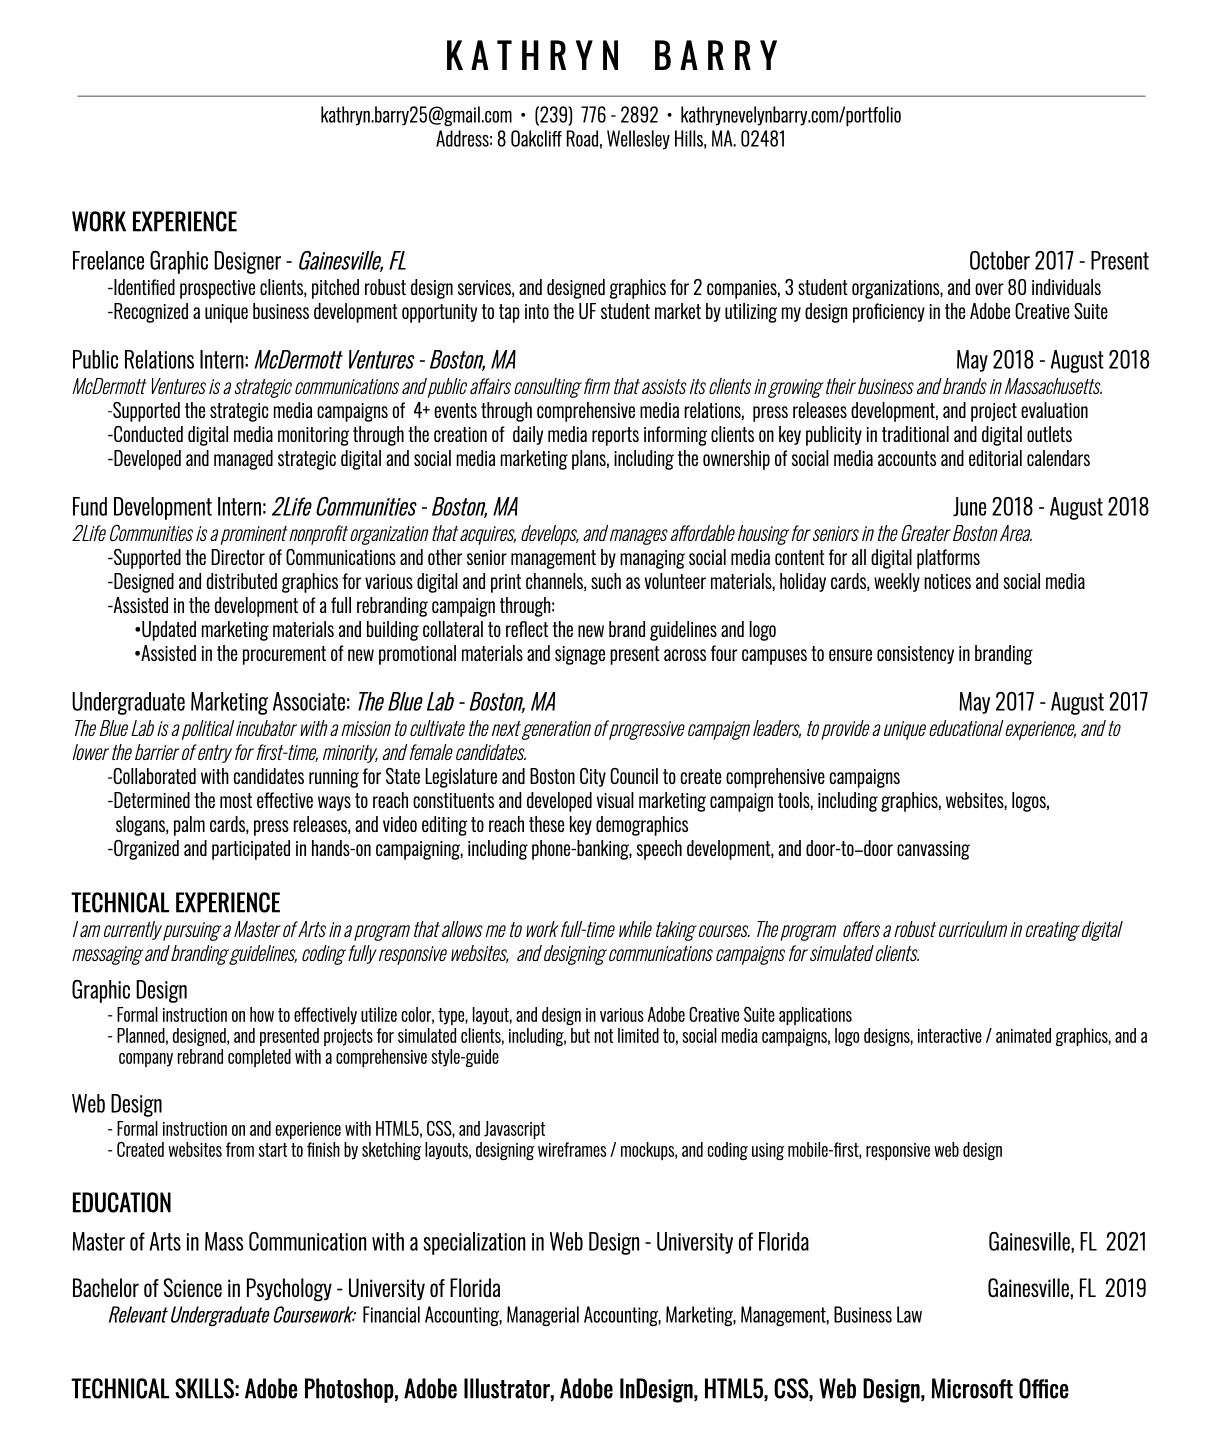 KATHRYN BARRY
kathryn.barry25@gmail.com • (239) 776 - 2892 • kathrynevelynbarry.com/portfolio
Address: 8 Oakcliff Road, Wellesley Hills, MA. 02481
WORK EXPERIENCE
Freelance Graphic Designer - Gainesville, FL October 2017 - Present
-Identified prospective clients, pitched robust design services, and designed graphics for 2 companies, 3 student organizations, and over 80 individuals
-Recognized a unique business development opportunity to tap into the UF student market by utilizing my design proficiency in the Adobe Creative Suite
Public Relations Intern: McDermott Ventures - Boston, MA May 2018 - August 2018
McDermott Ventures is a strategic communications and public affairs consulting firm that assists its clients in growing their business and brands in Massachusetts.
-Supported the strategic media campaigns of 4+ events through comprehensive media relations, press releases development, and project evaluation
-Conducted digital media monitoring through the creation of daily media reports informing clients on key publicity in traditional and digital outlets
-Developed and managed strategic digital and social media marketing plans, including the ownership of social media accounts and editorial calendars
Fund Development Intern: 2Life Communities - Boston, MA June 2018 - August 2018
2Life Communities is a prominent nonprofit organization that acquires, develops, and manages affordable housing for seniors in the Greater Boston Area.
-Supported the Director of Communications and other senior management by managing social media content for all digital platforms
-Designed and distributed graphics for various digital and print channels, such as volunteer materials, holiday cards, weekly notices and social media
-Assisted in the development of a full rebranding campaign through:
•Updated marketing materials and building collateral to reflect the new brand guidelines and logo
•Assisted in the procurement of new promotional materials and signage present across four campuses to ensure consistency in branding
Undergraduate Marketing Associate: The Blue Lab - Boston, MA May 2017 - August 2017
The Blue Lab is a political incubator with a mission to cultivate the next generation of progressive campaign leaders, to provide a unique educational experience, and to
lower the barrier of entry for first-time, minority, and female candidates.
-Collaborated with candidates running for State Legislature and Boston City Council to create comprehensive campaigns
-Determined the most effective ways to reach constituents and developed visual marketing campaign tools, including graphics, websites, logos,
slogans, palm cards, press releases, and video editing to reach these key demographics
-Organized and participated in hands-on campaigning, including phone-banking, speech development, and door-to–door canvassing
TECHNICAL EXPERIENCE
I am currently pursuing a Master of Arts in a program that allows me to work full-time while taking courses. The program offers a robust curriculum in creating digital
messaging and branding guidelines, coding fully responsive websites, and designing communications campaigns for simulated clients.
Graphic Design
- Formal instruction on how to effectively utilize color, type, layout, and design in various Adobe Creative Suite applications
- Planned, designed, and presented projects for simulated clients, including, but not limited to, social media campaigns, logo designs, interactive / animated graphics, and a
company rebrand completed with a comprehensive style-guide
Web Design
- Formal instruction on and experience with HTML5, CSS, and Javascript
- Created websites from start to finish by sketching layouts, designing wireframes / mockups, and coding using mobile-first, responsive web design
EDUCATION
Master of Arts in Mass Communication with a specialization in Web Design - University of Florida Gainesville, FL 2021
Bachelor of Science in Psychology - University of Florida Gainesville, FL 2019
Relevant Undergraduate Coursework: Financial Accounting, Managerial Accounting, Marketing, Management, Business Law
TECHNICAL SKILLS: Adobe Photoshop, Adobe Illustrator, Adobe InDesign, HTML5, CSS, Web Design, Microsoft Office